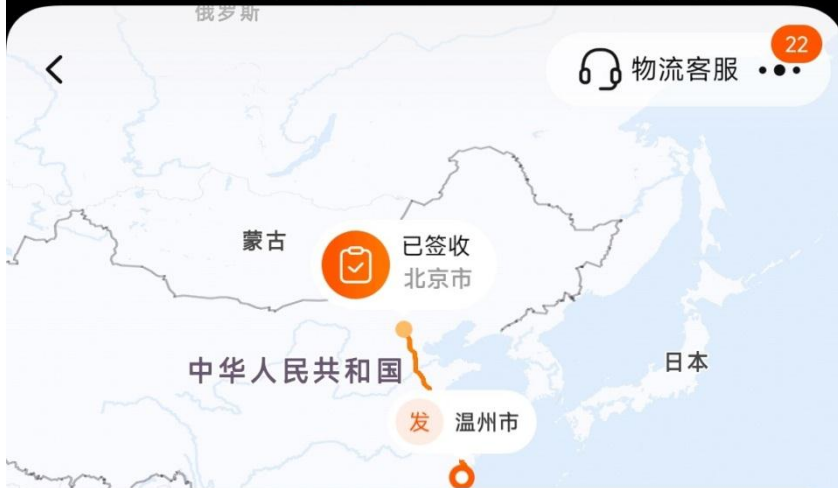 俄罗斯
22
物流客服
蒙古
已签收
北京市
中华人民共和国
日本
发 温州市